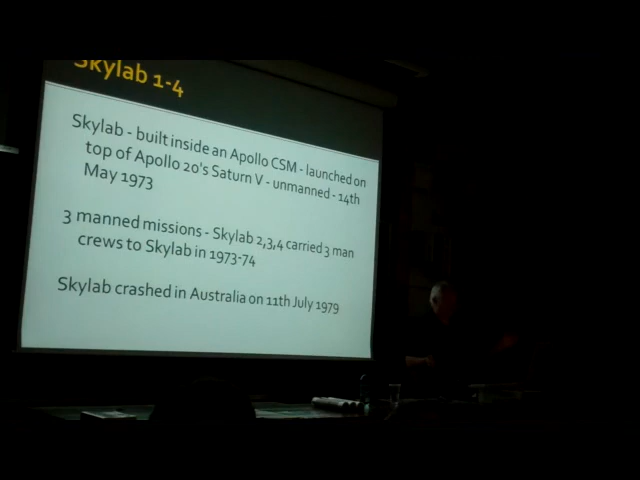 Skylab 1-4
Skylab - built inside an Apollo CSM - launched on
top of Apollo 20's Saturn V - unmanned - 14th
May 1973
3 manned missions - Skylab 2,3,4 carried 3 man
crews to Skylab in 1973-74
Skylab crashed in Australia on 11th July 1979